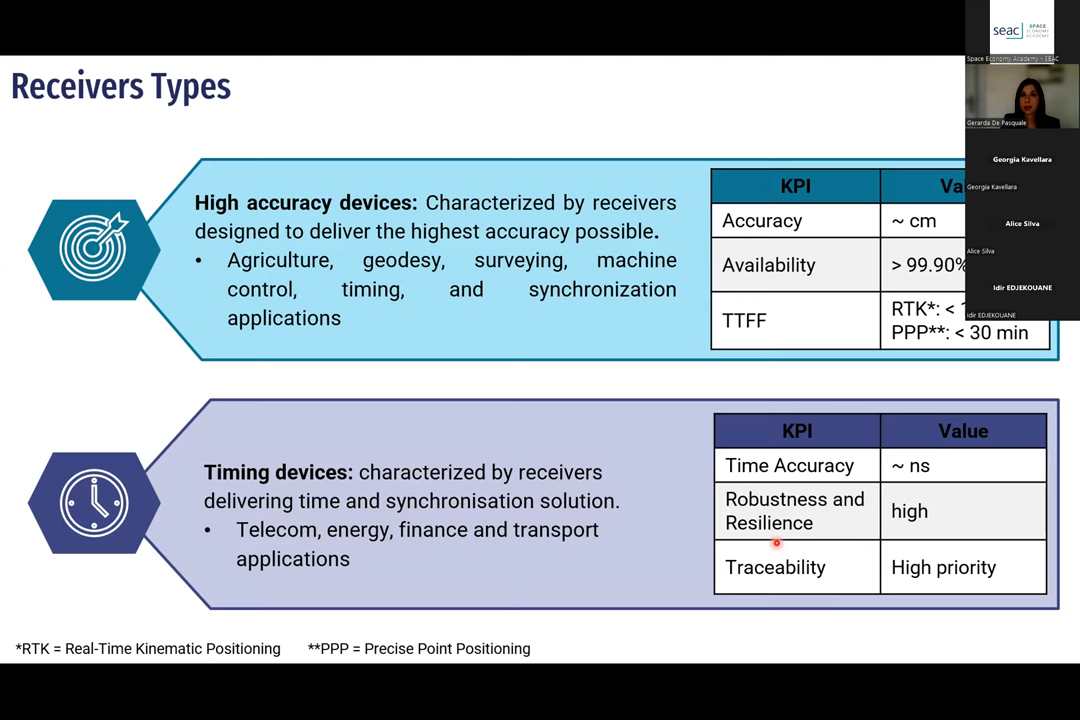 Receivers Types
seac
SPACE
ECONOMY
ACADEMY
Space Economy Academy - SEAC
Gerarda De Pasquale
Georgia Kavellara
Georgia Kavellara
Alice Silva
Alice Silva
Idir EDJEKOUANE
Idir EDJEKOUANE
High accuracy devices: Characterized by receivers
designed to deliver the highest accuracy possible.
• Agriculture, geodesy, surveying, machine
control, timing, and synchronization
applications
KPI
Accuracy ~ cm
Availability > 99.90%
TTFF RTK*: <
PPP**: < 30 min
Timing devices: characterized by receivers
delivering time and synchronisation solution.
• Telecom, energy, finance and transport
applications
KPI Value
Time Accuracy ~ ns
Robustness and
Resilience high
Traceability High priority
*RTK = Real-Time Kinematic Positioning **PPP = Precise Point Positioning